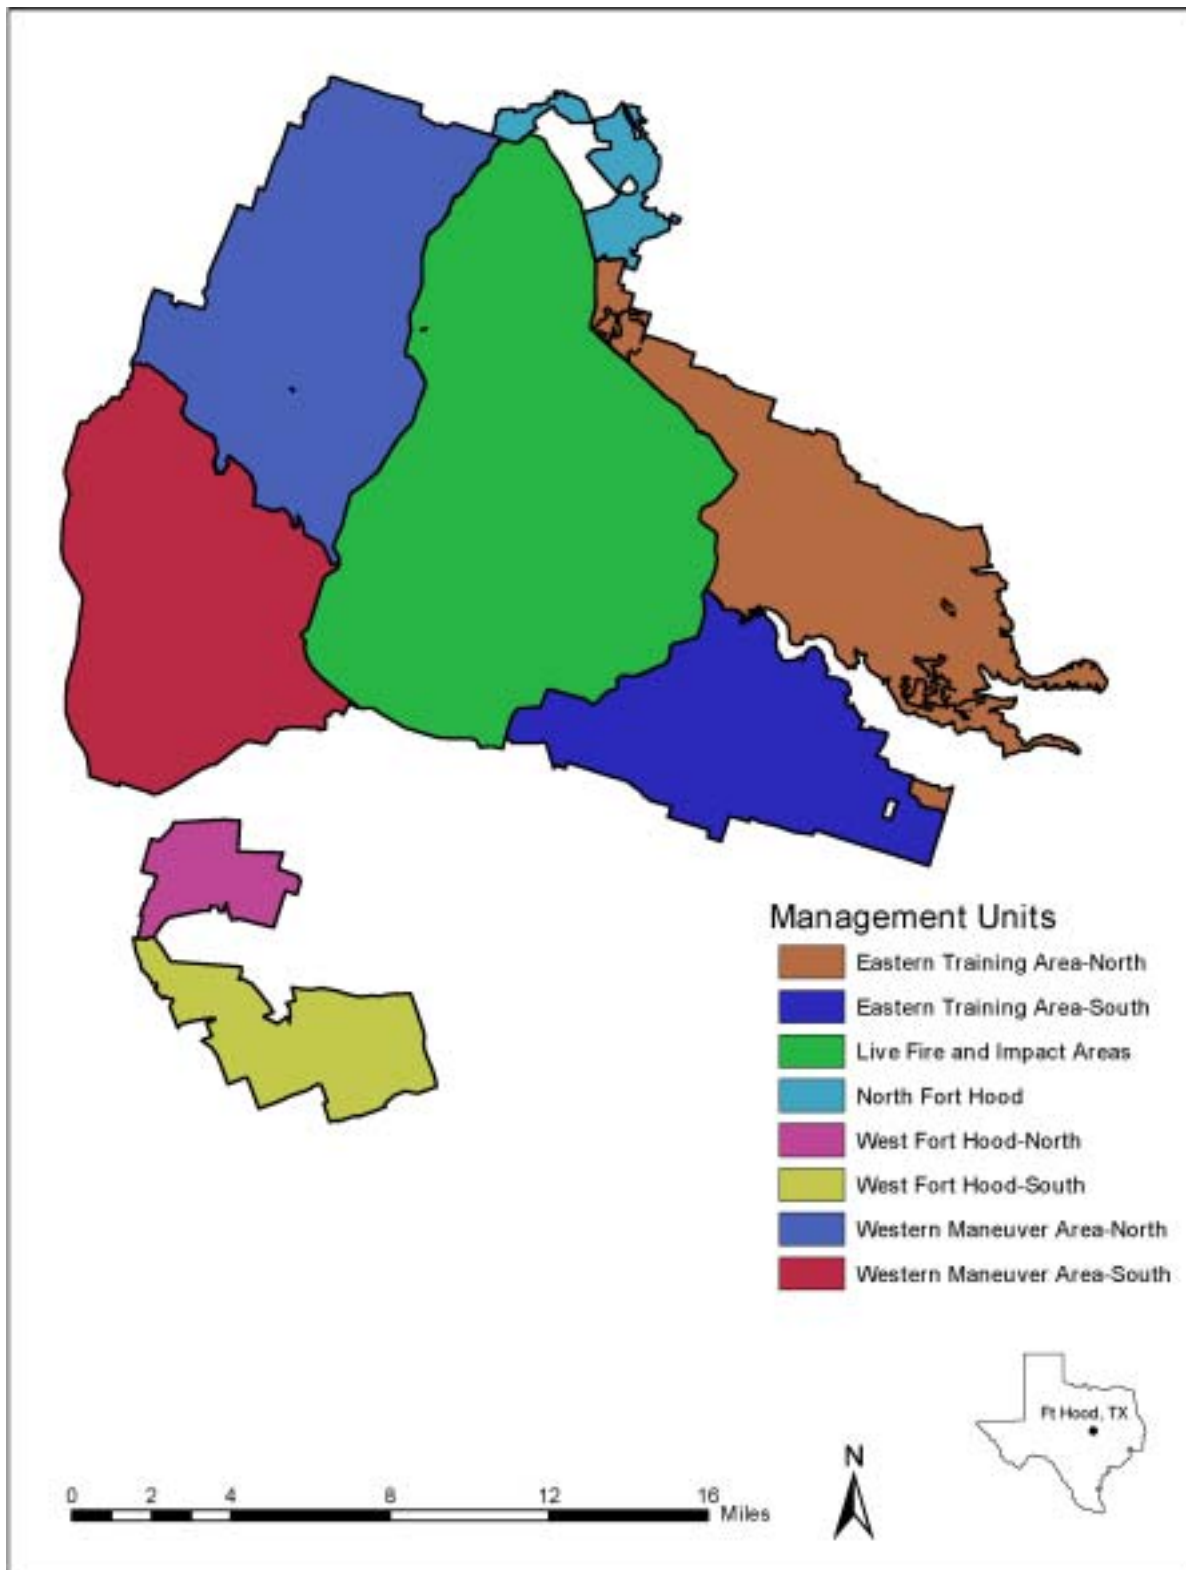 Management Units
Eastern Training Area-North
Eastern Training Area-South
Live Fire and Impact Areas
North Fort Hood
West Fort Hood-North
West Fort Hood-South
Western Maneuver Area-North
Western Maneuver Area-South
Ft Hood, TX
N
0 2 4 8 12 16
Miles